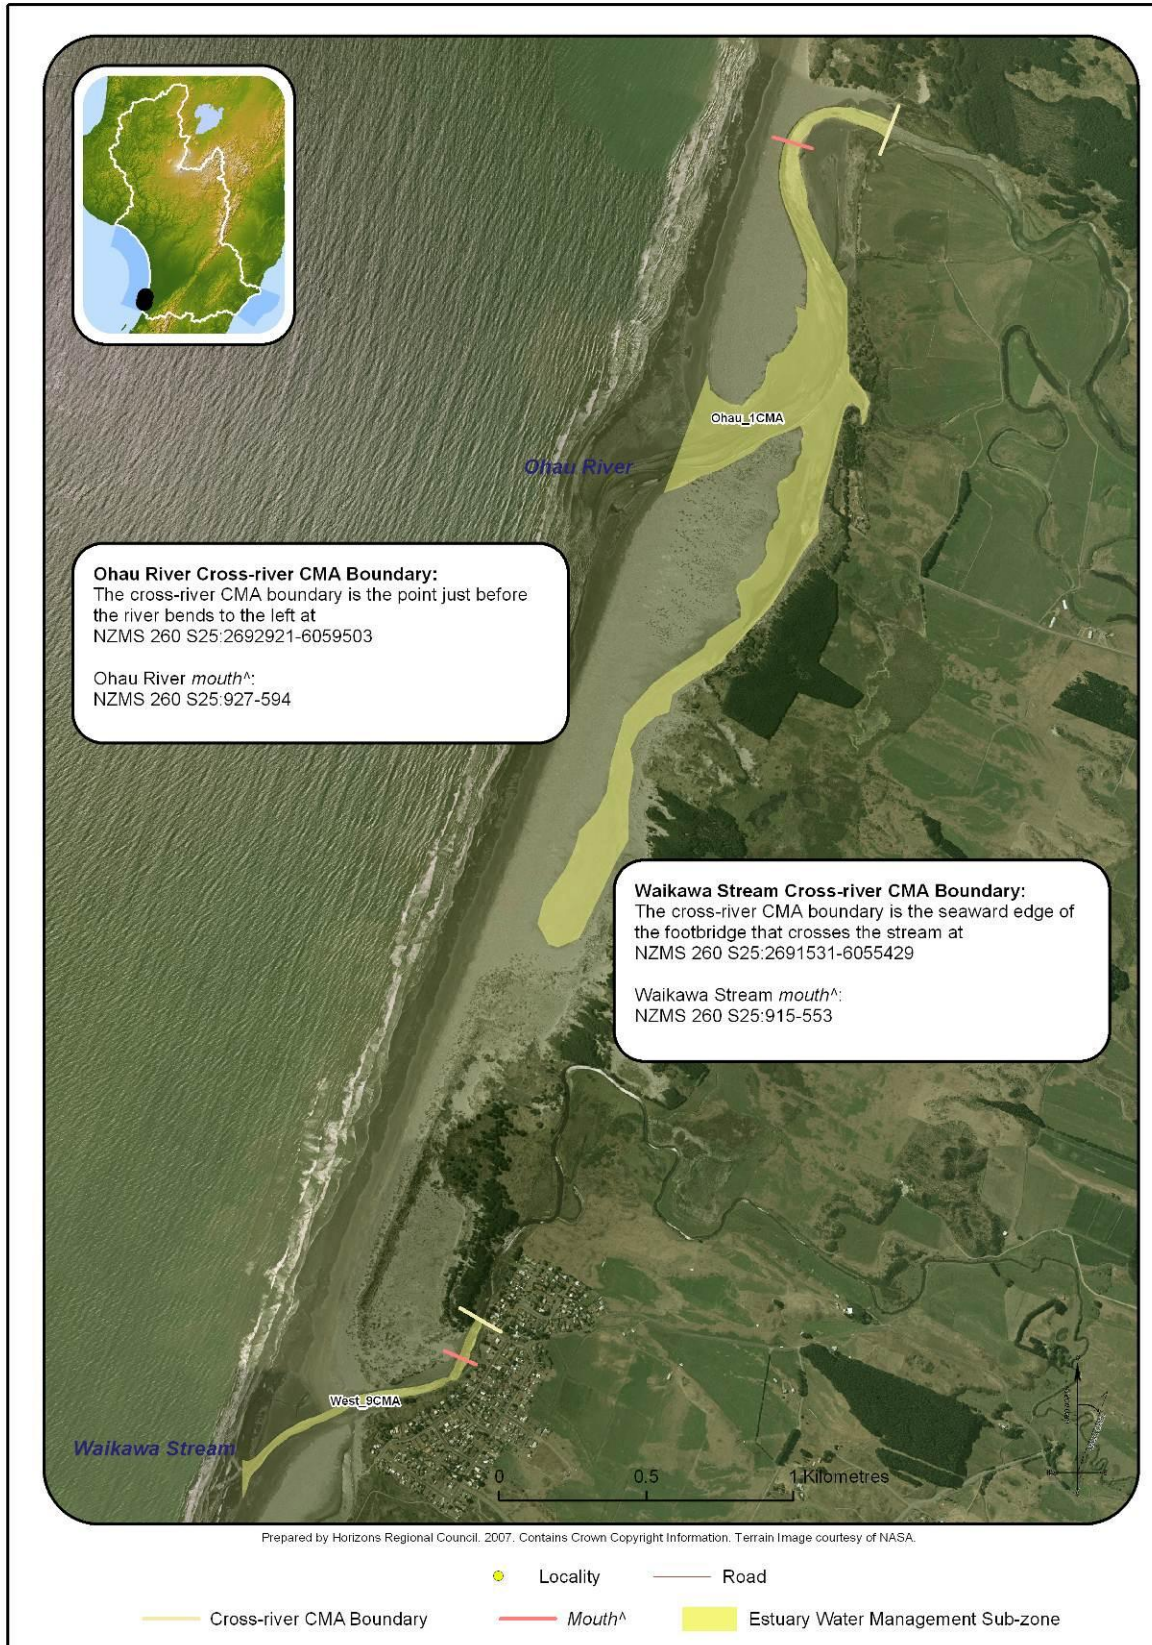 Ohau_1CMA
Ohau River
Ohau River Cross-river CMA Boundary:
The cross-river CMA boundary is the point just before
the river bends to the left at
NZMS 260 S25:2692921-6059503
Ohau River mouth^:
NZMS 260 S25:927-594
Waikawa Stream Cross-river CMA Boundary:
The cross-river CMA boundary is the seaward edge of
the footbridge that crosses the stream at
NZMS 260 S25:2691531-6055429
Waikawa Stream mouth^:
NZMS 260 S25:915-553
West_9CMA
Waikawa Stream
0 0.5 1 Kilometres
Prepared by Horizons Regional Council. 2007. Contains Crown Copyright Information. Terrain Image courtesy of NASA.
Locality Road
Cross-river CMA Boundary Mouth^ Estuary Water Management Sub-zone